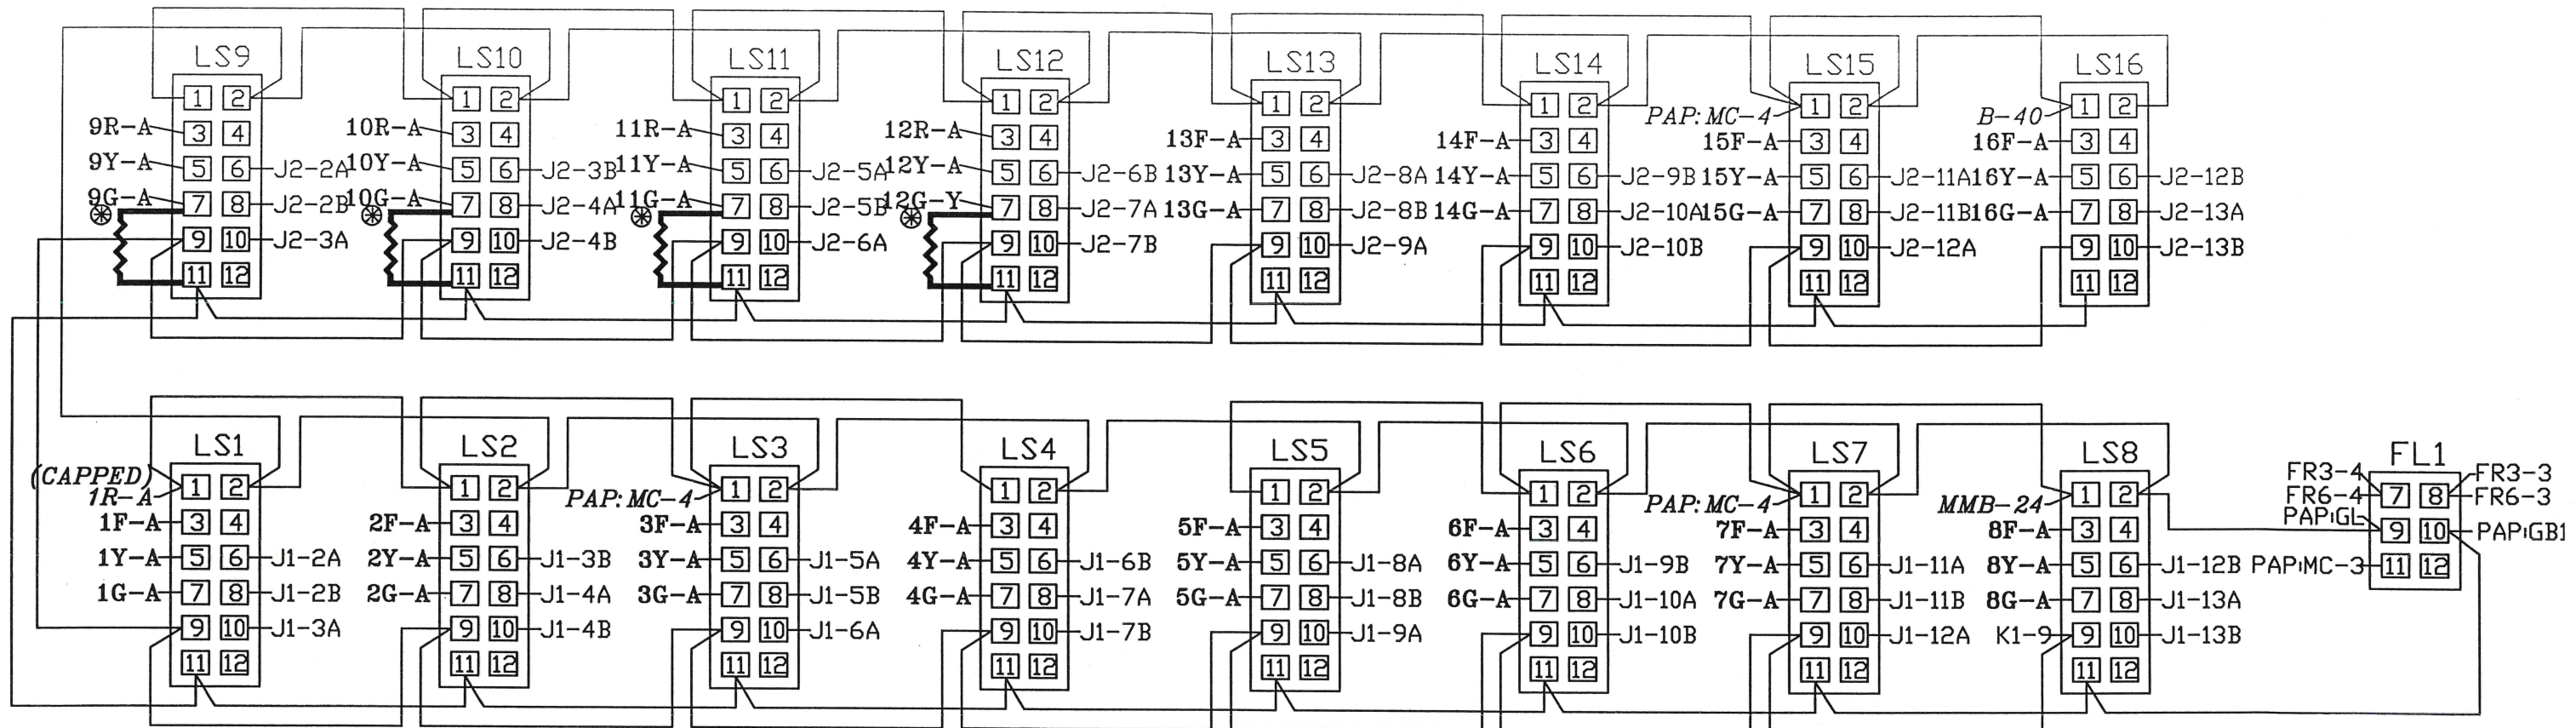 LS9 LS10 LS11 LS12 LS13 LS14 LS15 LS16
1 2 1 2 1 2 1 2 1 2 1 2 PAP:MC-4 1 2 B-40 1 2
9R-A 3 4 10R-A 3 4 11R-A 3 4 12R-A 3 4 13F-A 3 4 14F-A 3 4 15F-A 3 4 16F-A 3 4
9Y-A 5 6 J2-2A 10Y-A 5 6 J2-3B 11Y-A 5 6 J2-5A 12Y-A 5 6 J2-6B 13Y-A 5 6 J2-8A 14Y-A 5 6 J2-9B 15Y-A 5 6 J2-11A 16Y-A 5 6 J2-12B
9G-A 7 8 J2-2B 10G-A 7 8 J2-4A 11G-A 7 8 J2-5B 12G-Y 7 8 J2-7A 13G-A 7 8 J2-8B 14G-A 7 8 J2-10A 15G-A 7 8 J2-11B 16G-A 7 8 J2-13A
9 10 J2-3A 9 10 J2-4B 9 10 J2-6A 9 10 J2-7B 9 10 J2-9A 9 10 J2-10B 9 10 J2-12A 9 10 J2-13B
11 12 11 12 11 12 11 12 11 12 11 12 11 12 11 12
LS1 LS2 LS3 LS4 LS5 LS6 LS7 LS8 FL1
(CAPPED)
1R-A 1 2 1 2 PAP:MC-4 1 2 1 2 1 2 1 2 PAP:MC-4 1 2 MMB-24 1 2 FR3-4 FR6-4 7 8 FR3-3 FR6-3
1F-A 3 4 2F-A 3 4 3F-A 3 4 4F-A 3 4 5F-A 3 4 6F-A 3 4 7F-A 3 4 8F-A 3 4 PAP:GL 9 10 PAP:GB1
1Y-A 5 6 J1-2A 2Y-A 5 6 J1-3B 3Y-A 5 6 J1-5A 4Y-A 5 6 J1-6B 5Y-A 5 6 J1-8A 6Y-A 5 6 J1-9B 7Y-A 5 6 J1-11A 8Y-A 5 6 J1-12B PAP:MC-3 11 12
1G-A 7 8 J1-2B 2G-A 7 8 J1-4A 3G-A 7 8 J1-5B 4G-A 7 8 J1-7A 5G-A 7 8 J1-8B 6G-A 7 8 J1-10A 7G-A 7 8 J1-11B 8G-A 7 8 J1-13A
9 10 J1-3A 9 10 J1-4B 9 10 J1-6A 9 10 J1-7B 9 10 J1-9A 9 10 J1-10B 9 10 J1-12A K1-9 9 10 J1-13B
11 12 11 12 11 12 11 12 11 12 11 12 11 12 11 12